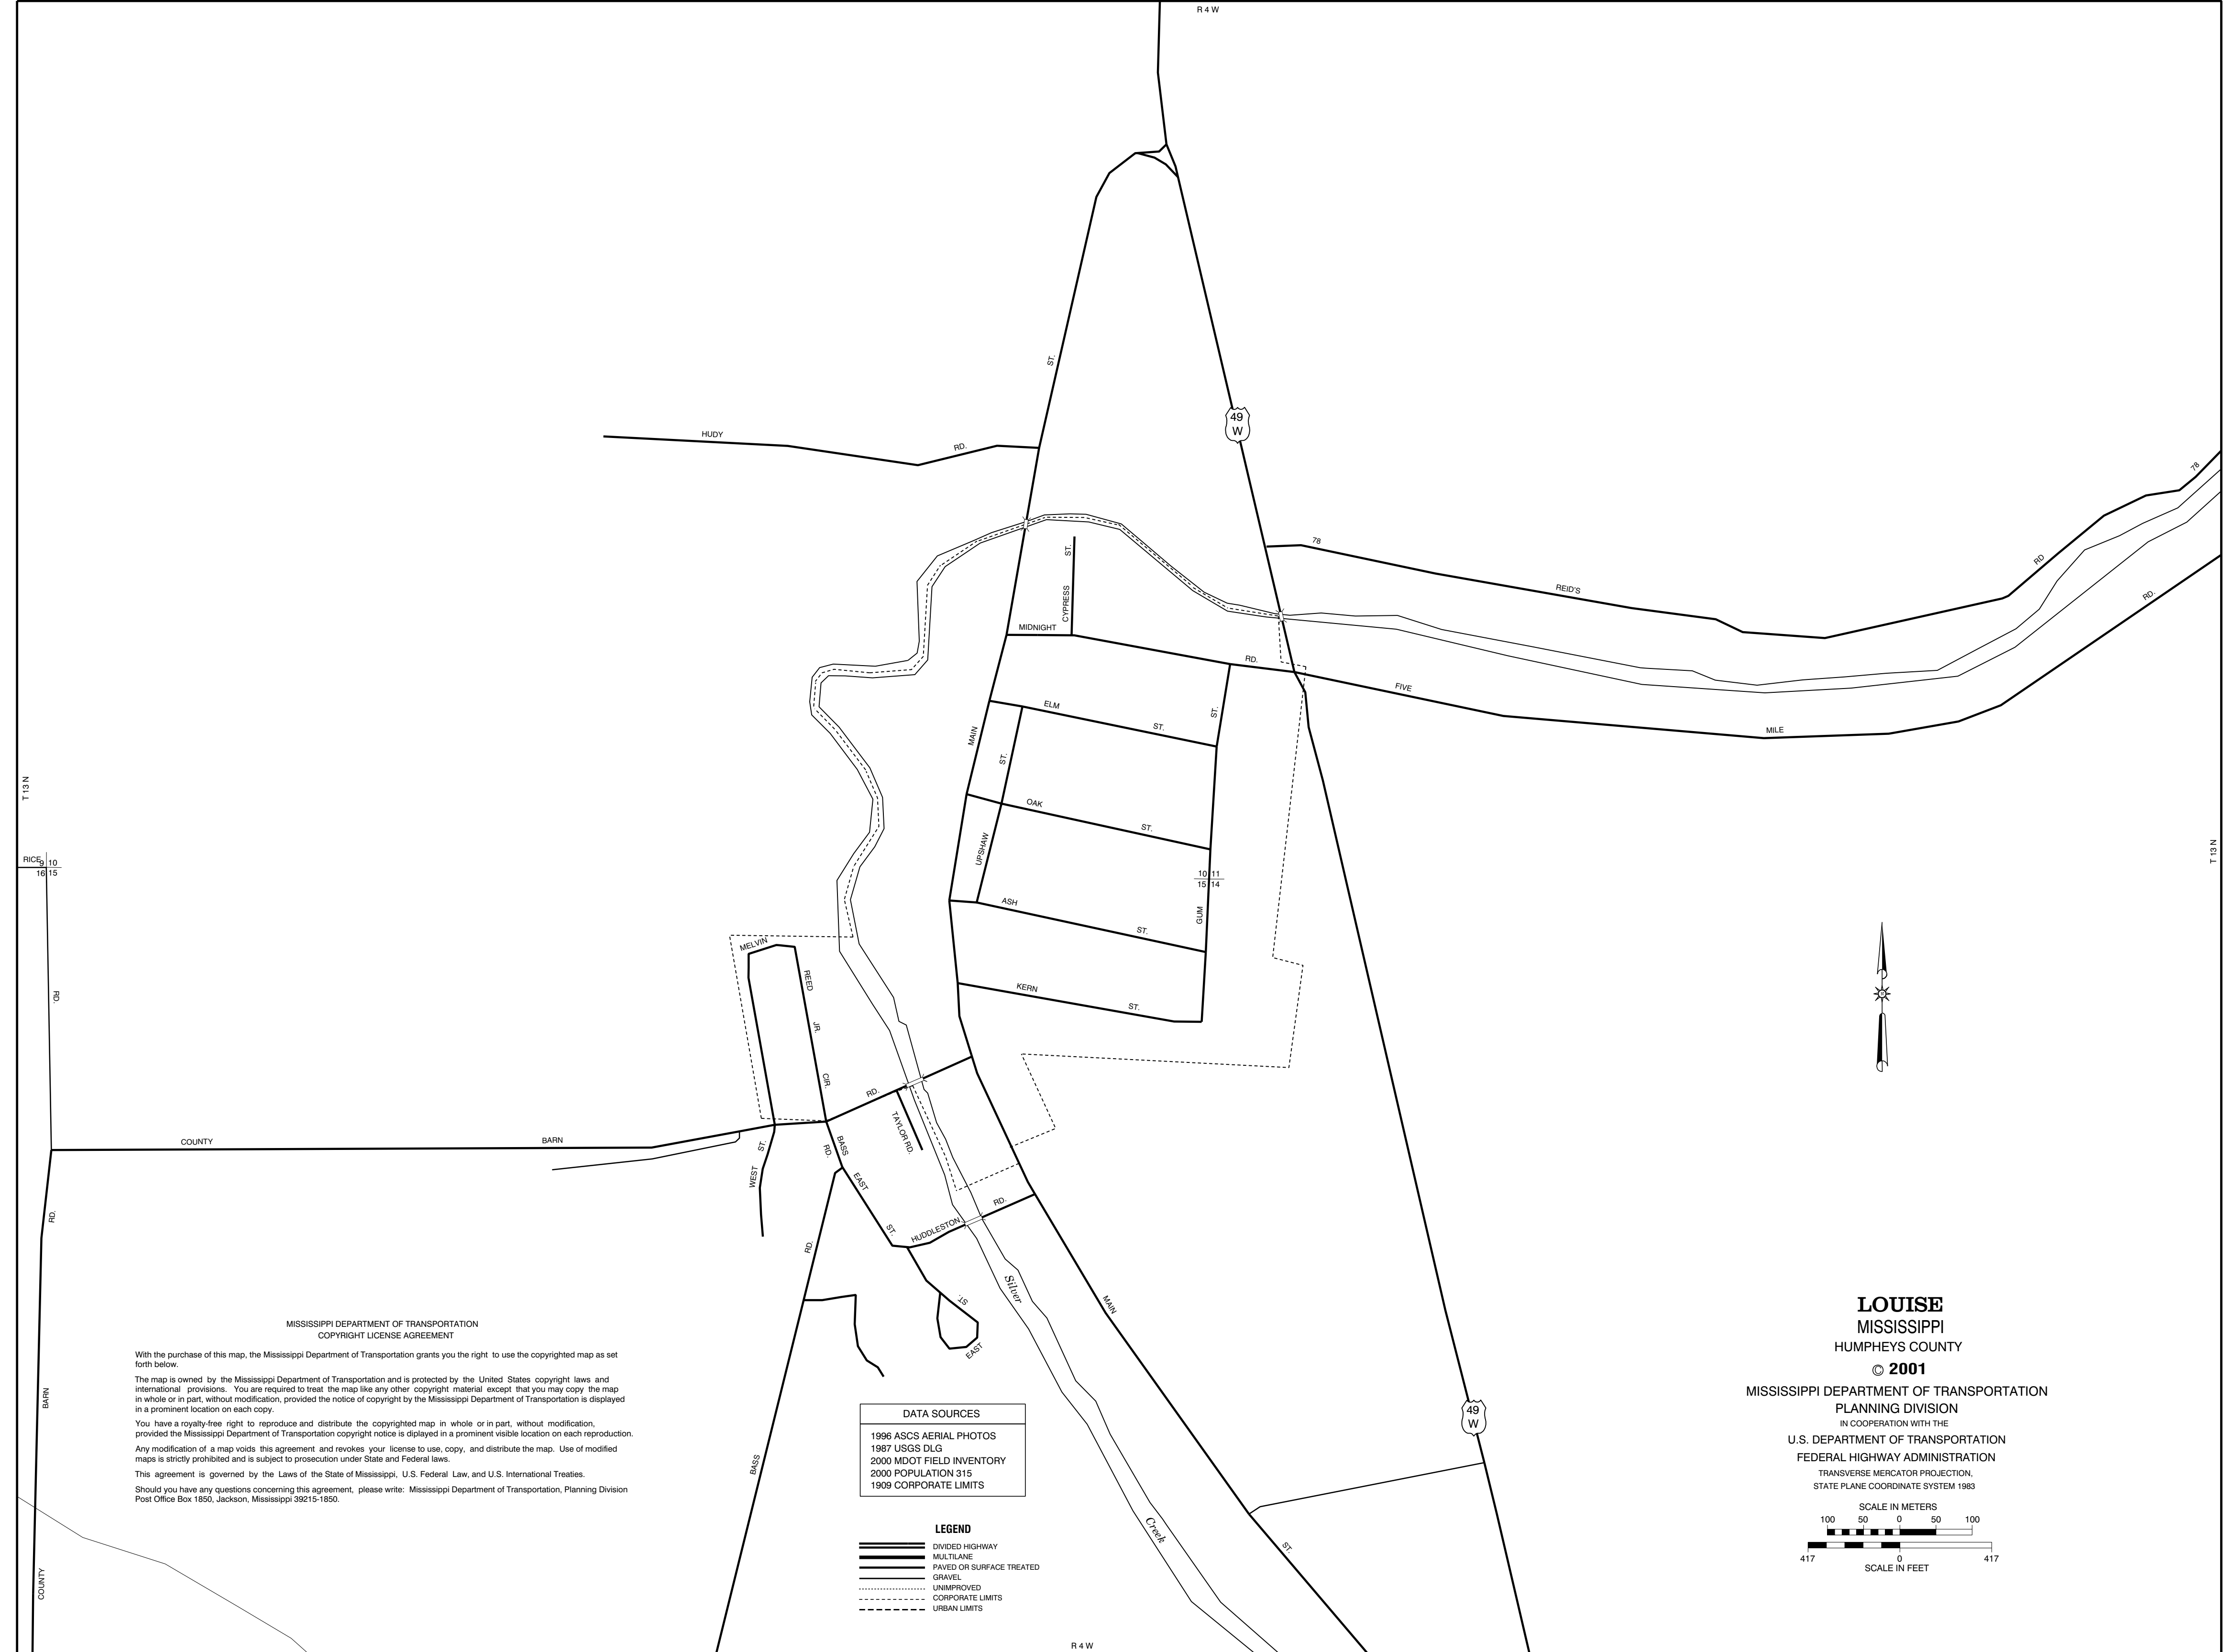 R 4 W
ST.
49
W
HUDY
RD.
78
78
REID'S
RD
RD.
ST.
CYPRESS
MIDNIGHT
RD.
FIVE
MILE
ELM
ST.
ST.
MAIN
ST.
T 13 N
OAK
ST.
UPSHAW
T 13 N
RICE
9 10
16 15
10 11
15 14
ASH
ST.
GUM
MELVIN
REED
JR.
CIR.
KERN
ST.
RD.
RD.
TAYLOR RD.
COUNTY
BARN
ST.
WEST
RD.
BASS
EAST
ST.
HUDDLESTON
RD.
RD.
RD.
Silver
ST.
EAST
MAIN
BARN
COUNTY
BASS
49
W
Creek
ST.
MISSISSIPPI DEPARTMENT OF TRANSPORTATION
COPYRIGHT LICENSE AGREEMENT
With the purchase of this map, the Mississippi Department of Transportation grants you the right to use the copyrighted map as set
forth below.
The map is owned by the Mississippi Department of Transportation and is protected by the United States copyright laws and
international provisions. You are required to treat the map like any other copyright material except that you may copy the map
in whole or in part, without modification, provided the notice of copyright by the Mississippi Department of Transportation is displayed
in a prominent location on each copy.
You have a royalty-free right to reproduce and distribute the copyrighted map in whole or in part, without modification,
provided the Mississippi Department of Transportation copyright notice is diplayed in a prominent visible location on each reproduction.
Any modification of a map voids this agreement and revokes your license to use, copy, and distribute the map. Use of modified
maps is strictly prohibited and is subject to prosecution under State and Federal laws.
This agreement is governed by the Laws of the State of Mississippi, U.S. Federal Law, and U.S. International Treaties.
Should you have any questions concerning this agreement, please write: Mississippi Department of Transportation, Planning Division
Post Office Box 1850, Jackson, Mississippi 39215-1850.
DATA SOURCES
1996 ASCS AERIAL PHOTOS
1987 USGS DLG
2000 MDOT FIELD INVENTORY
2000 POPULATION 315
1909 CORPORATE LIMITS
LEGEND
DIVIDED HIGHWAY
MULTILANE
PAVED OR SURFACE TREATED
GRAVEL
UNIMPROVED
CORPORATE LIMITS
URBAN LIMITS
LOUISE
MISSISSIPPI
HUMPHEYS COUNTY
© 2001
MISSISSIPPI DEPARTMENT OF TRANSPORTATION
PLANNING DIVISION
IN COOPERATION WITH THE
U.S. DEPARTMENT OF TRANSPORTATION
FEDERAL HIGHWAY ADMINISTRATION
TRANSVERSE MERCATOR PROJECTION,
STATE PLANE COORDINATE SYSTEM 1983
SCALE IN METERS
100 50 0 50 100
417 0 417
SCALE IN FEET
R 4 W